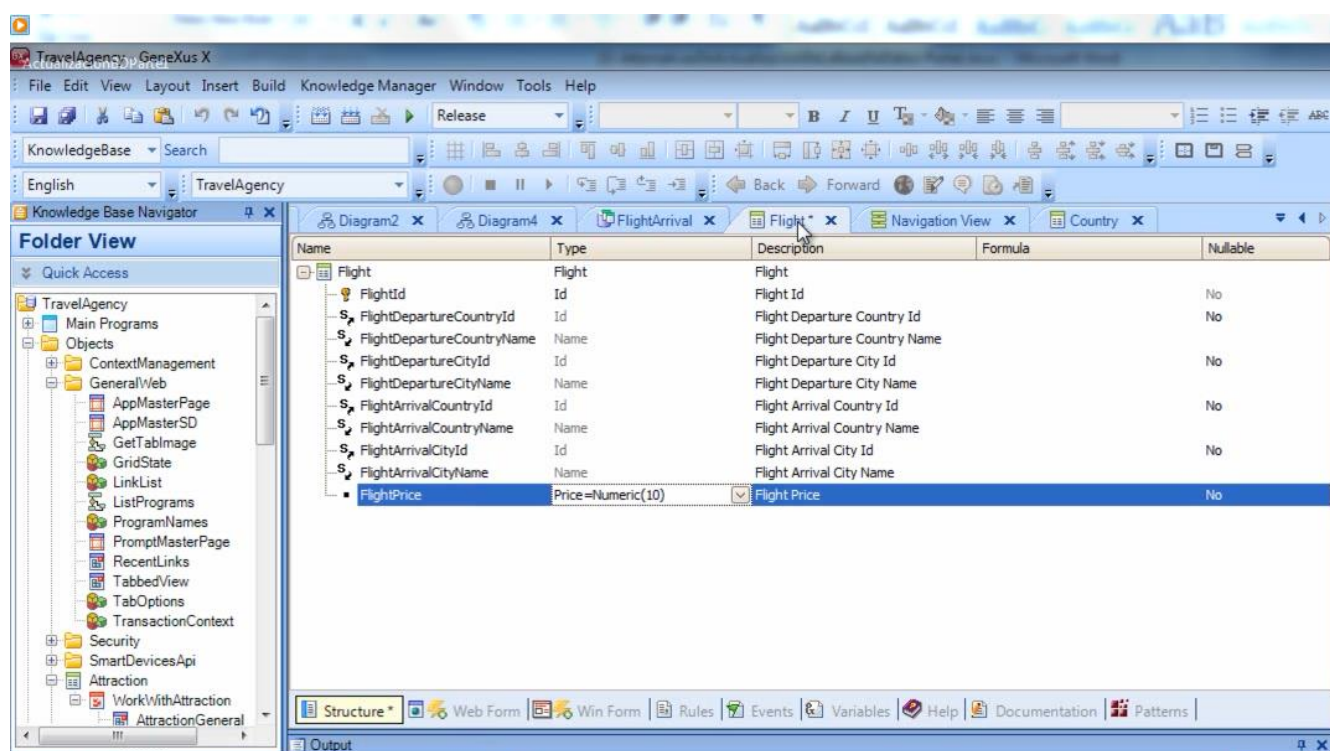 TravelAgency - GeneXus X
File Edit View Layout Insert Build Knowledge Manager Window Tools Help
Release
B I U ABC
KnowledgeBase Search
English TravelAgency Back Forward
Knowledge Base Navigator
Diagram2 Diagram4 FlightArrival Flight* Navigation View Country
Folder View
Name Type Description Formula Nullable
Quick Access
Flight Flight Flight
FlightId Id Flight Id No
FlightDepartureCountryId Id Flight Departure Country Id No
FlightDepartureCountryName Name Flight Departure Country Name
FlightDepartureCityId Id Flight Departure City Id No
FlightDepartureCityName Name Flight Departure City Name
FlightArrivalCountryId Id Flight Arrival Country Id No
FlightArrivalCountryName Name Flight Arrival Country Name
FlightArrivalCityId Id Flight Arrival City Id No
FlightArrivalCityName Name Flight Arrival City Name
FlightPrice Price=Numeric(10) Flight Price No
TravelAgency
Main Programs
Objects
ContextManagement
GeneralWeb
AppMasterPage
AppMasterSD
GetTabImage
GridState
LinkList
ListPrograms
ProgramNames
PromptMasterPage
RecentLinks
TabbedView
TabOptions
TransactionContext
Security
SmartDevicesApi
Attraction
WorkWithAttraction
AttractionGeneral
Structure * Web Form Win Form Rules Events Variables Help Documentation Patterns
Output